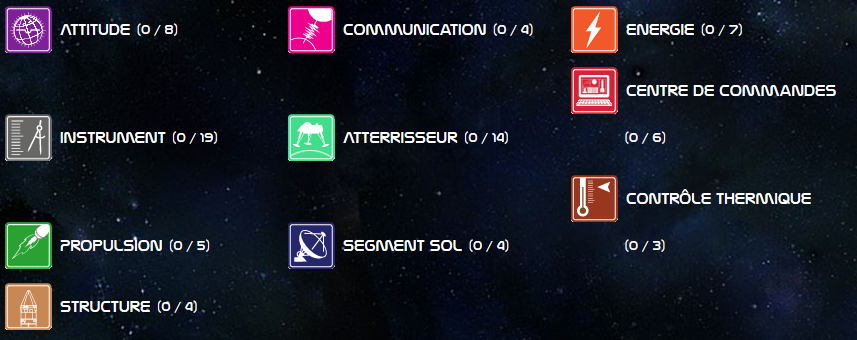 ATTITUDE (0 / 8)
COMMUNICATION (0 / 4)
ENERGIE (0 / 7)
INSTRUMENT (0 / 19)
ATTERRISSEUR (0 / 14)
CENTRE DE COMMANDES
(0 / 6)
PROPULSION (0 / 5)
SEGMENT SOL (0 / 4)
CONTRÔLE THERMIQUE
(0 / 3)
STRUCTURE (0 / 4)